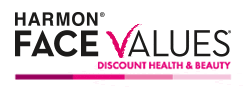 HARMON®
FACE VALUES®
DISCOUNT HEALTH & BEAUTY